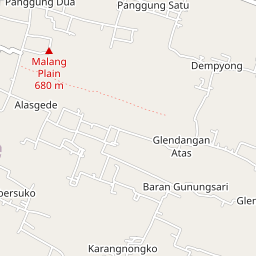 Panggung Dua
Panggung Satu
Malang
Plain
680 m
Dempyong
Alasgede
Glendangan
Atas
Baran Gunungsari
Karangnongko